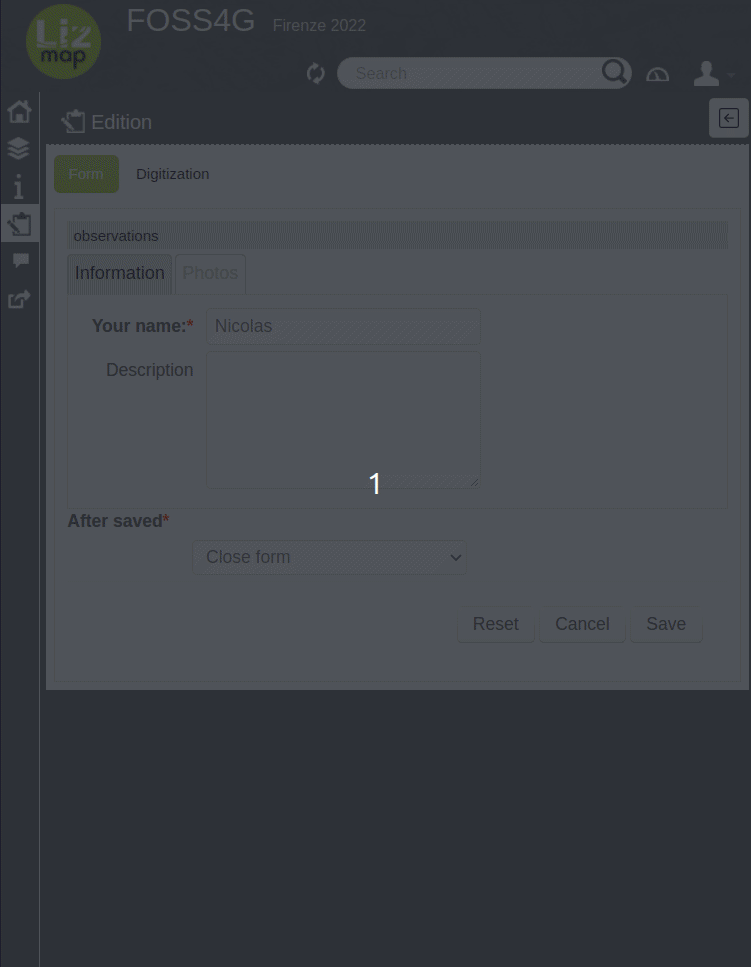 Liz
map
FOSS4G Firenze 2022
Search
Edition
Form Digitization
observations
Information Photos
Your name:* Nicolas
Description
1
After saved*
Close form
Reset Cancel Save